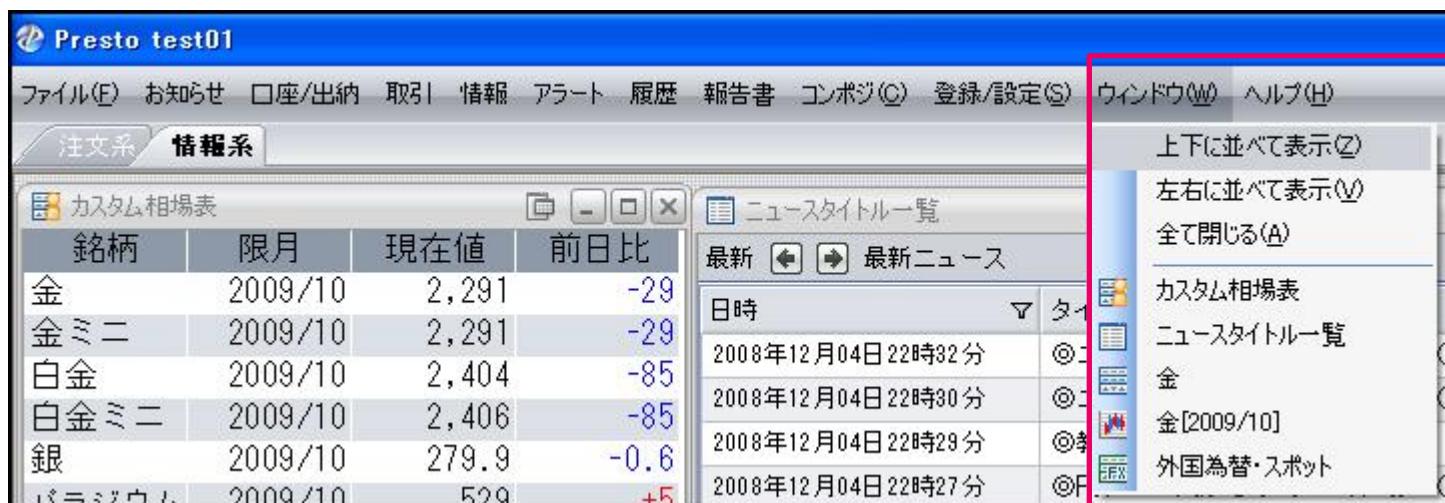 Presto test01
ファイル(F) お知らせ 口座/出納 取引 情報 アラート 履歴 報告書 コンポジ(C) 登録/設定(S) ウィンドウ(W) ヘルプ(H)
注文系 情報系
カスタム相場表
銘柄 限月 現在値 前日比
金 2009/10 2,291 -29
金ミニ 2009/10 2,291 -29
白金 2009/10 2,404 -85
白金ミニ 2009/10 2,406 -85
銀 2009/10 279.9 -0.6
パラジウム 2009/10 529 +5
ニュースタイトル一覧
最新 最新ニュース
日時
2008年12月04日22時32分
2008年12月04日22時30分
2008年12月04日22時29分
2008年12月04日22時27分
上下に並べて表示(Z)
左右に並べて表示(V)
全て閉じる(A)
カスタム相場表
ニュースタイトル一覧
金
金[2009/10]
外国為替・スポット